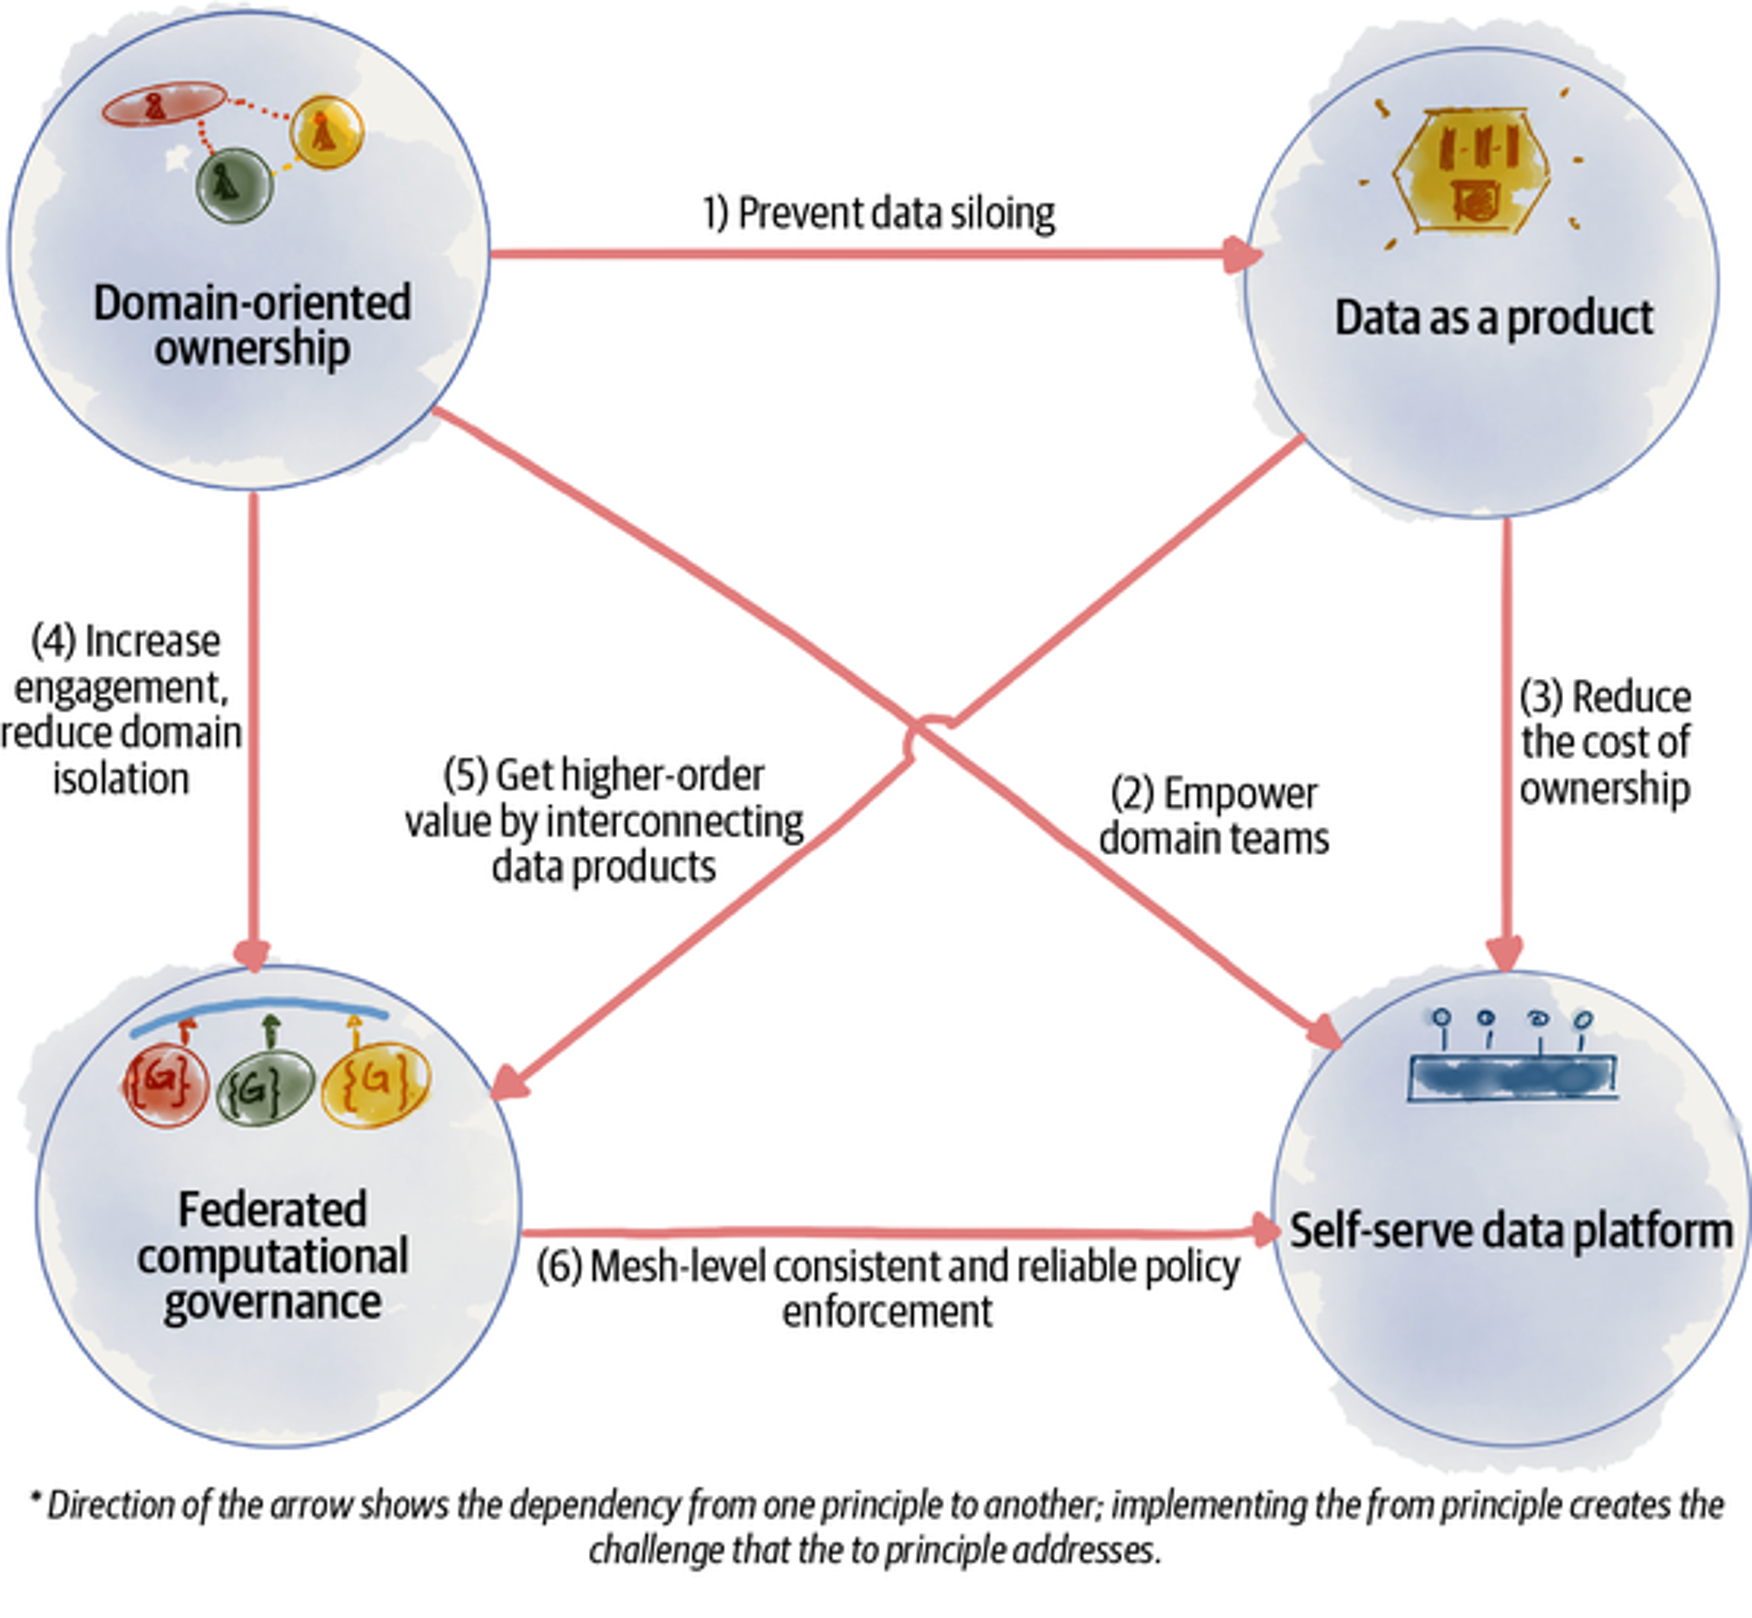 Domain-oriented
ownership
1) Prevent data siloing
Data as a product
(4) Increase
engagement,
reduce domain
isolation
(5) Get higher-order
value by interconnecting
data products
(2) Empower
domain teams
(3) Reduce
the cost of
ownership
{G} {G} {G}
Federated
computational
governance
(6) Mesh-level consistent and reliable policy
enforcement
Self-serve data platform
* Direction of the arrow shows the dependency from one principle to another; implementing the from principle creates the
challenge that the to principle addresses.